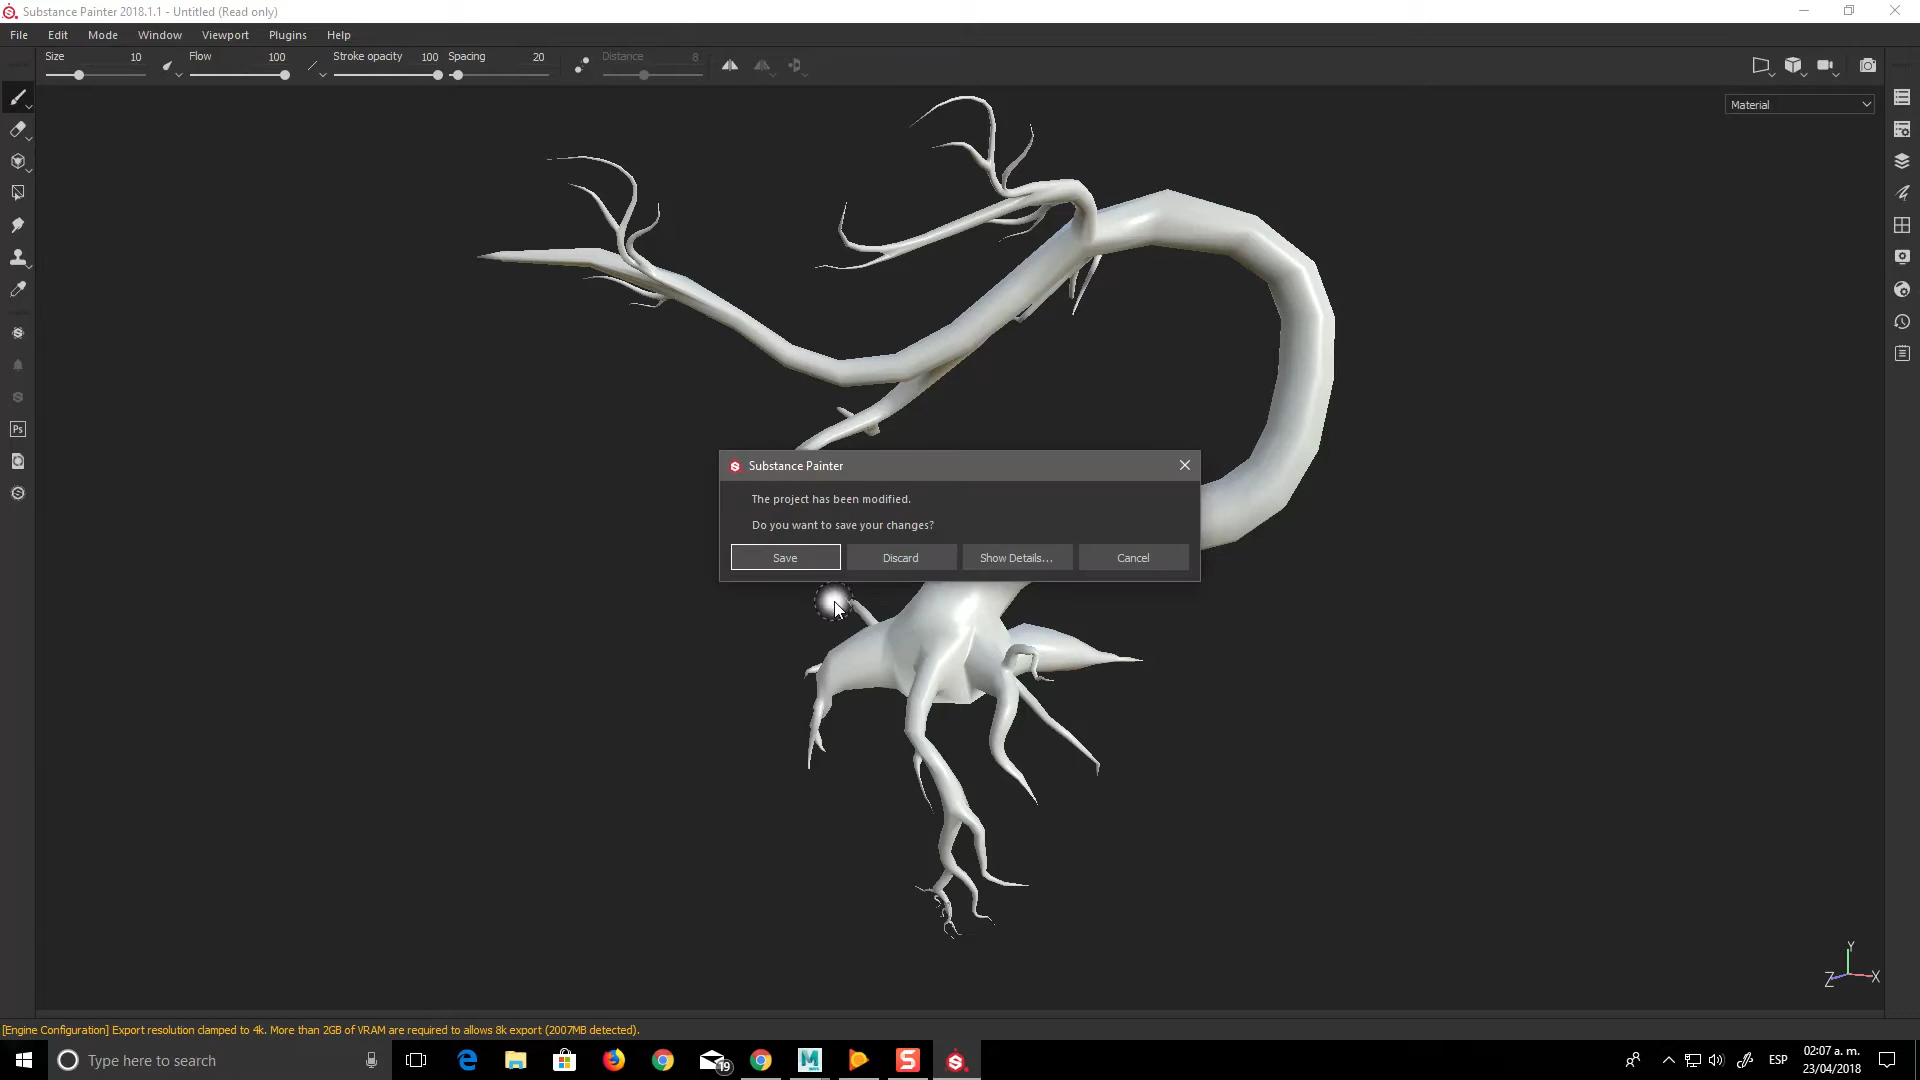 Substance Painter 2018.1.1 - Untitled (Read only)
File Edit Mode Window Viewport Plugins Help
Size 10 Flow 100 Stroke opacity 100 Spacing 20 Distance 8
Material
Substance Painter
The project has been modified.
Do you want to save your changes?
Save Discard Show Details... Cancel
Ps
Y
Z X
[Engine Configuration] Export resolution clamped to 4k. More than 2GB of VRAM are required to allows 8k export (2007MB detected).
Type here to search
19
ESP
02:07 a. m.
23/04/2018